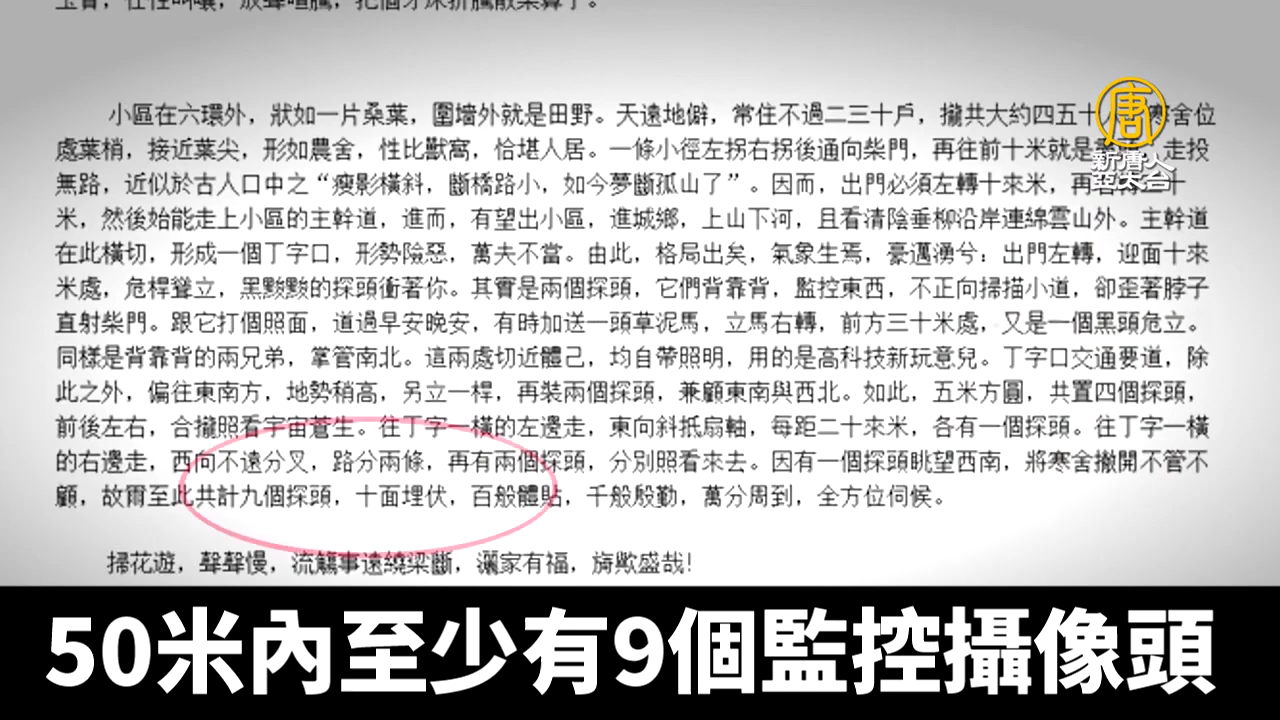 小區在六環外，狀如一片桑葉，圍墻外就是田野。天遠地僻，常住不過二三十戶，攏共大約四五十 寒舍位
處葉梢，接近葉尖，形如農舍，性比獸窩，恰堪人居。一條小徑左拐右拐後通向柴門，再往前十米就是 走投
無路，近似於古人口中之“瘦影橫斜，斷橋路小，如今夢斷孤山了”。因而，出門必須左轉十來米，再 十
米，然後始能走上小區的主幹道，進而，有望出小區，進城鄉，上山下河，且看清陰垂柳沿岸連綿雲山外。主幹道
在此橫切，形成一個丁字口，形勢險惡，萬夫不當。由此，格局出矣，氣象生焉，豪邁湧兮：出門左轉，迎面十來
米處，危桿聳立，黑黢黢的探頭衝著你。其實是兩個探頭，它們背靠背，監控東西，不正向掃描小道，卻歪著脖子
直射柴門。跟它打個照面，道過早安晚安，有時加送一頭草泥馬，立馬右轉，前方三十米處，又是一個黑頭危立。
同樣是背靠背的兩兄弟，掌管南北。這兩處切近體己，均自帶照明，用的是高科技新玩意兒。丁字口交通要道，除
此之外，偏往東南方，地勢稍高，另立一桿，再裝兩個探頭，兼顧東南與西北。如此，五米方圓，共置四個探頭，
前後左右，合攏照看宇宙蒼生。往丁字一橫的左邊走，東向斜抵扇軸，每距二十來米，各有一個探頭。往丁字一橫
的右邊走，西向不遠分叉，路分兩條，再有兩個探頭，分別照看來去。因有一個探頭眺望西南，將寒舍撇開不管不
顧，故爾至此共計九個探頭，十面埋伏，百般體貼，千般殷勤，萬分周到，全方位伺候。
掃花遊，聲聲慢，流觴事遠繞梁斷，灑家有福，旖歟盛哉！
唐
新唐人
亞太台
50米內至少有9個監控攝像頭